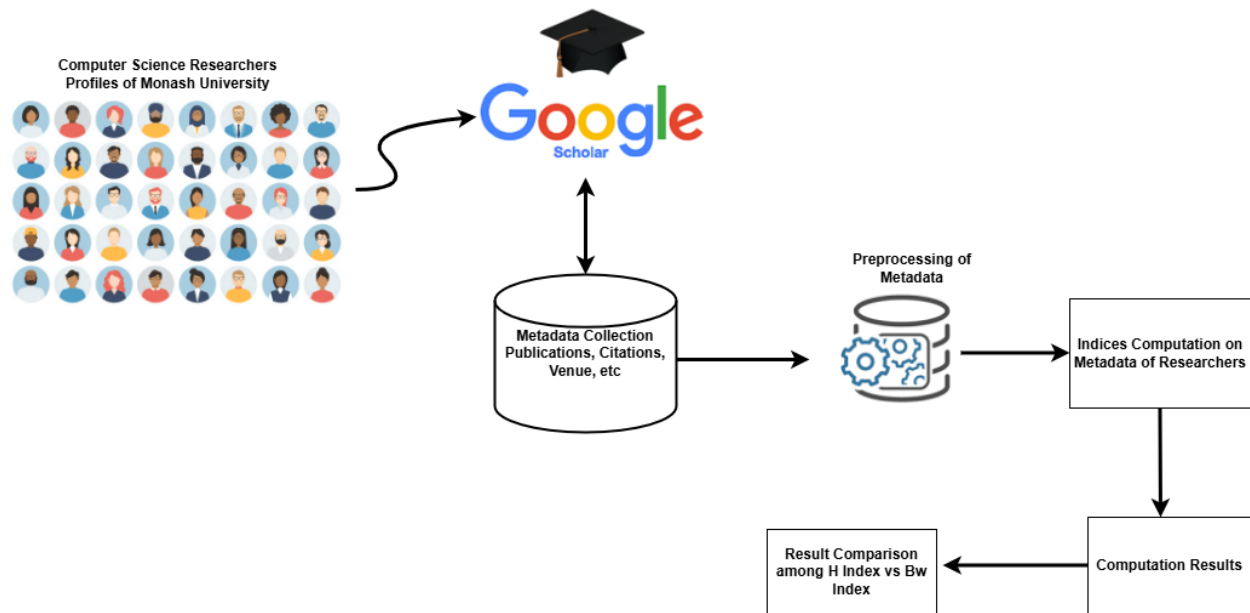 Computer Science Researchers
Profiles of Monash University
Google
Scholar
Metadata Collection
Publications, Citations,
Venue, etc
Preprocessing of
Metadata
Indices Computation on
Metadata of Researchers
Computation Results
Result Comparison
among H Index vs Bw
Index